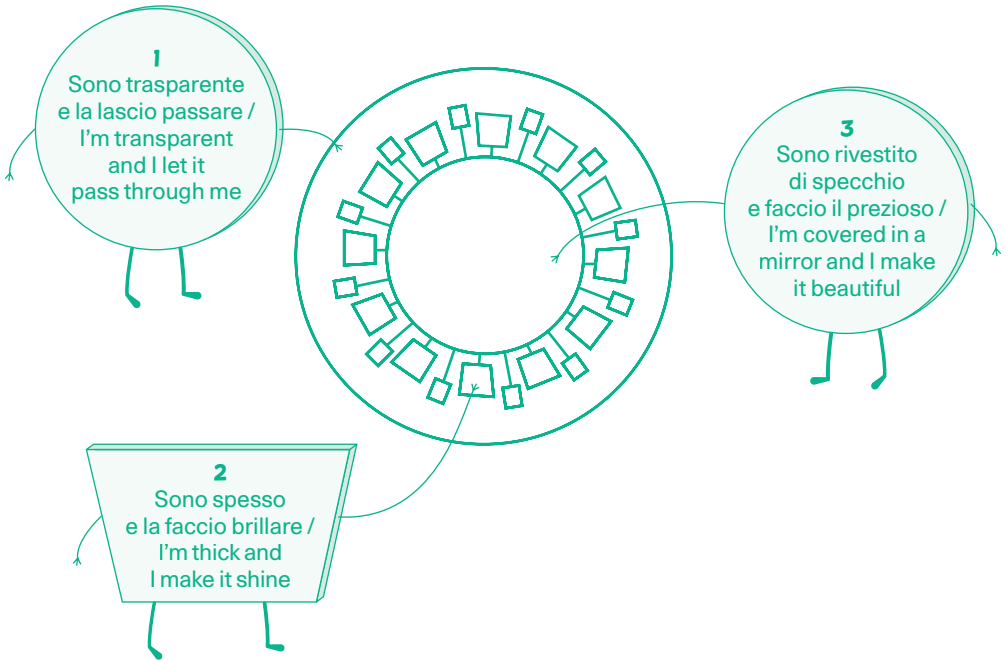 1
Sono trasparente
e la lascio passare /
I'm transparent
and I let it
pass through me
3
Sono rivestito
di specchio
e faccio il prezioso /
I'm covered in a
mirror and I make
it beautiful
2
Sono spesso
e la faccio brillare /
I'm thick and
I make it shine